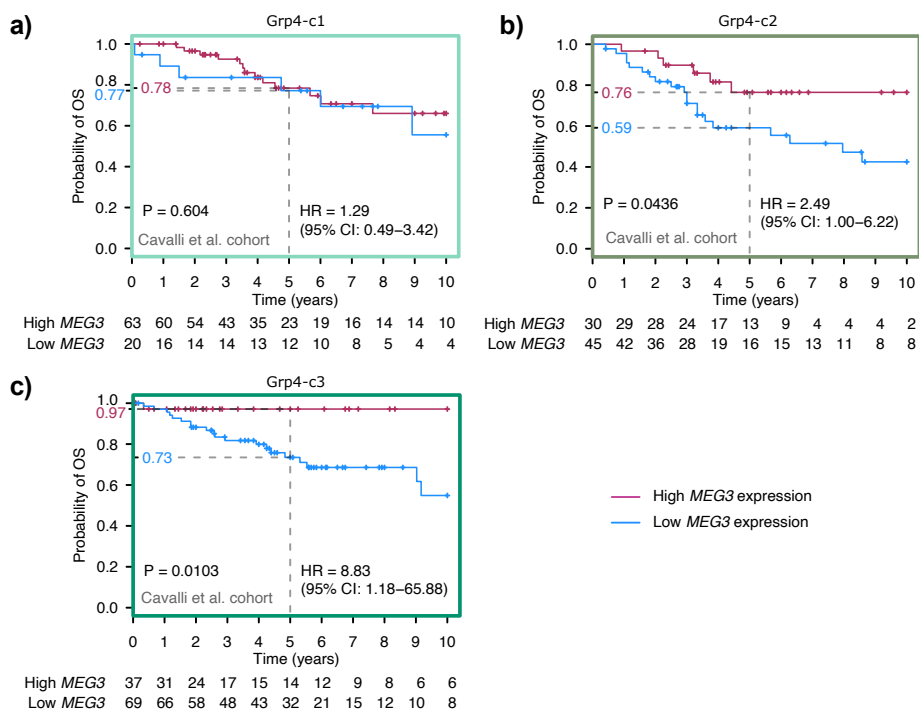 a)
Grp4-c1
Probability of OS
1.0
0.8
0.6
0.4
0.2
0.0
0.78
0.77
P = 0.604
HR = 1.29
(95% CI: 0.49–3.42)
Cavalli et al. cohort
0 1 2 3 4 5 6 7 8 9 10
Time (years)
High MEG3 63 60 54 43 35 23 19 16 14 14 10
Low MEG3 20 16 14 14 13 12 10 8 5 4 4
b)
Grp4-c2
Probability of OS
1.0
0.8
0.6
0.4
0.2
0.0
0.76
0.59
P = 0.0436
HR = 2.49
(95% CI: 1.00–6.22)
Cavalli et al. cohort
0 1 2 3 4 5 6 7 8 9 10
Time (years)
High MEG3 30 29 28 24 17 13 9 4 4 4 2
Low MEG3 45 42 36 28 19 16 15 13 11 8 8
c)
Grp4-c3
Probability of OS
1.0
0.8
0.6
0.4
0.2
0.0
0.97
0.73
P = 0.0103
HR = 8.83
(95% CI: 1.18–65.88)
Cavalli et al. cohort
0 1 2 3 4 5 6 7 8 9 10
Time (years)
High MEG3 37 31 24 17 15 14 12 9 8 6 6
Low MEG3 69 66 58 48 43 32 21 15 12 10 8
High MEG3 expression
Low MEG3 expression